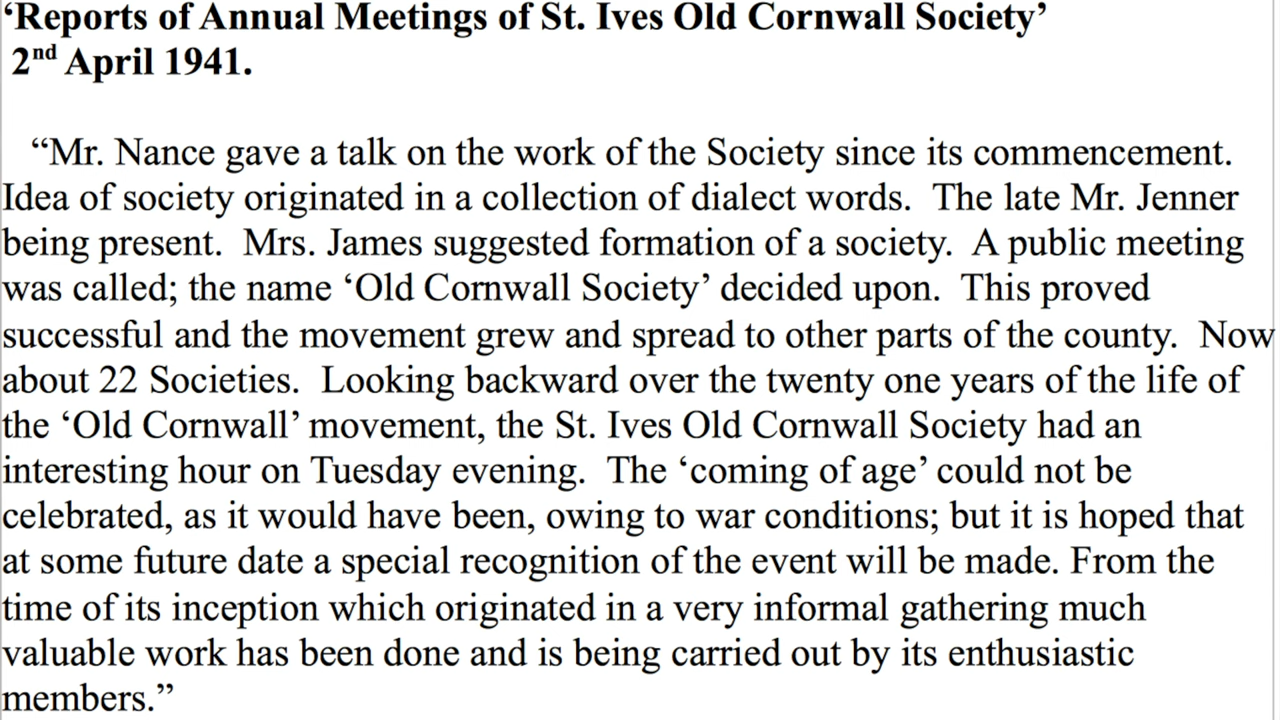 ‘Reports of Annual Meetings of St. Ives Old Cornwall Society’
2nd April 1941.
“Mr. Nance gave a talk on the work of the Society since its commencement.
Idea of society originated in a collection of dialect words.  The late Mr. Jenner
being present.  Mrs. James suggested formation of a society.  A public meeting
was called; the name ‘Old Cornwall Society’ decided upon.  This proved
successful and the movement grew and spread to other parts of the county.  Now
about 22 Societies.  Looking backward over the twenty one years of the life of
the ‘Old Cornwall’ movement, the St. Ives Old Cornwall Society had an
interesting hour on Tuesday evening.  The ‘coming of age’ could not be
celebrated, as it would have been, owing to war conditions; but it is hoped that
at some future date a special recognition of the event will be made. From the
time of its inception which originated in a very informal gathering much
valuable work has been done and is being carried out by its enthusiastic
members.”